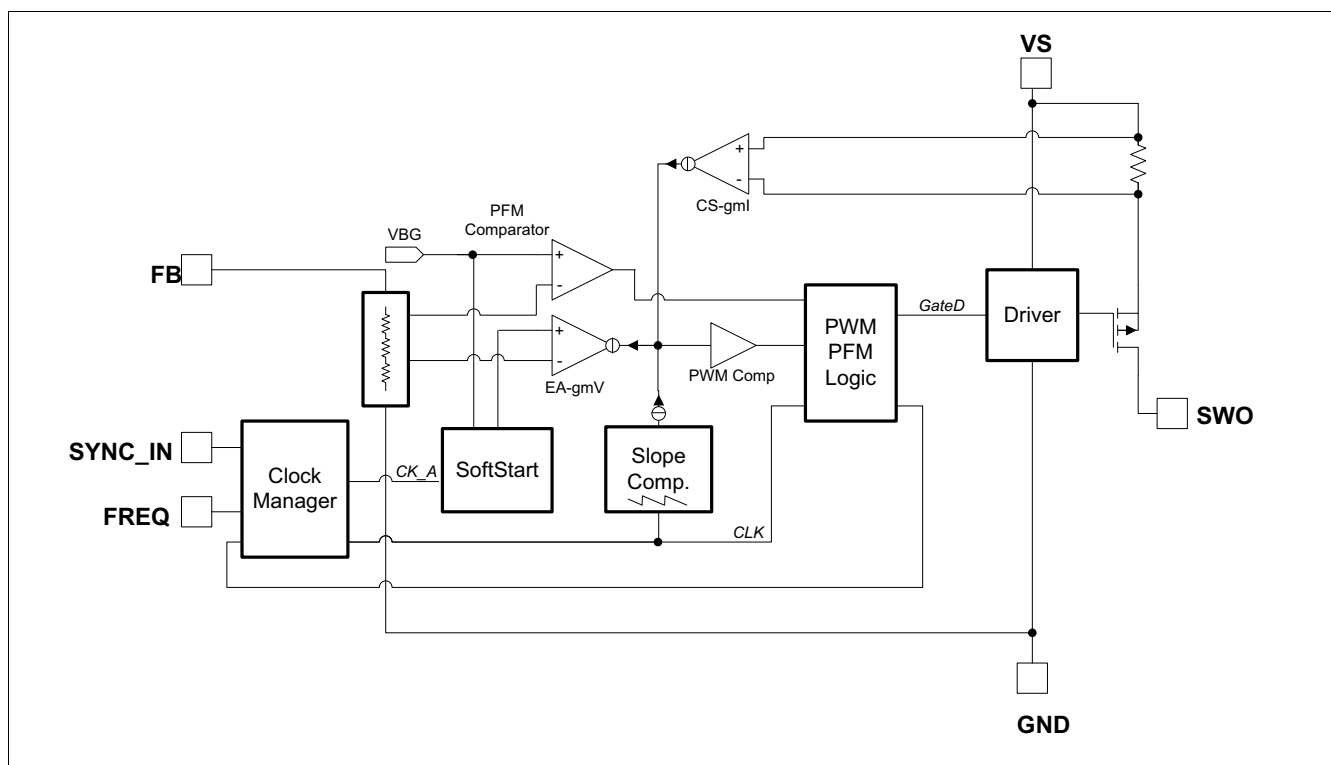 VS
+
-
CS-gmI
PFM
Comparator
VBG
+
-
FB
GateD
Driver
PWM
PFM
Logic
+
-
EA-gmV
PWM Comp
SWO
SYNC_IN
Clock
Manager
CK_A
SoftStart
Slope
Comp.
FREQ
CLK
GND